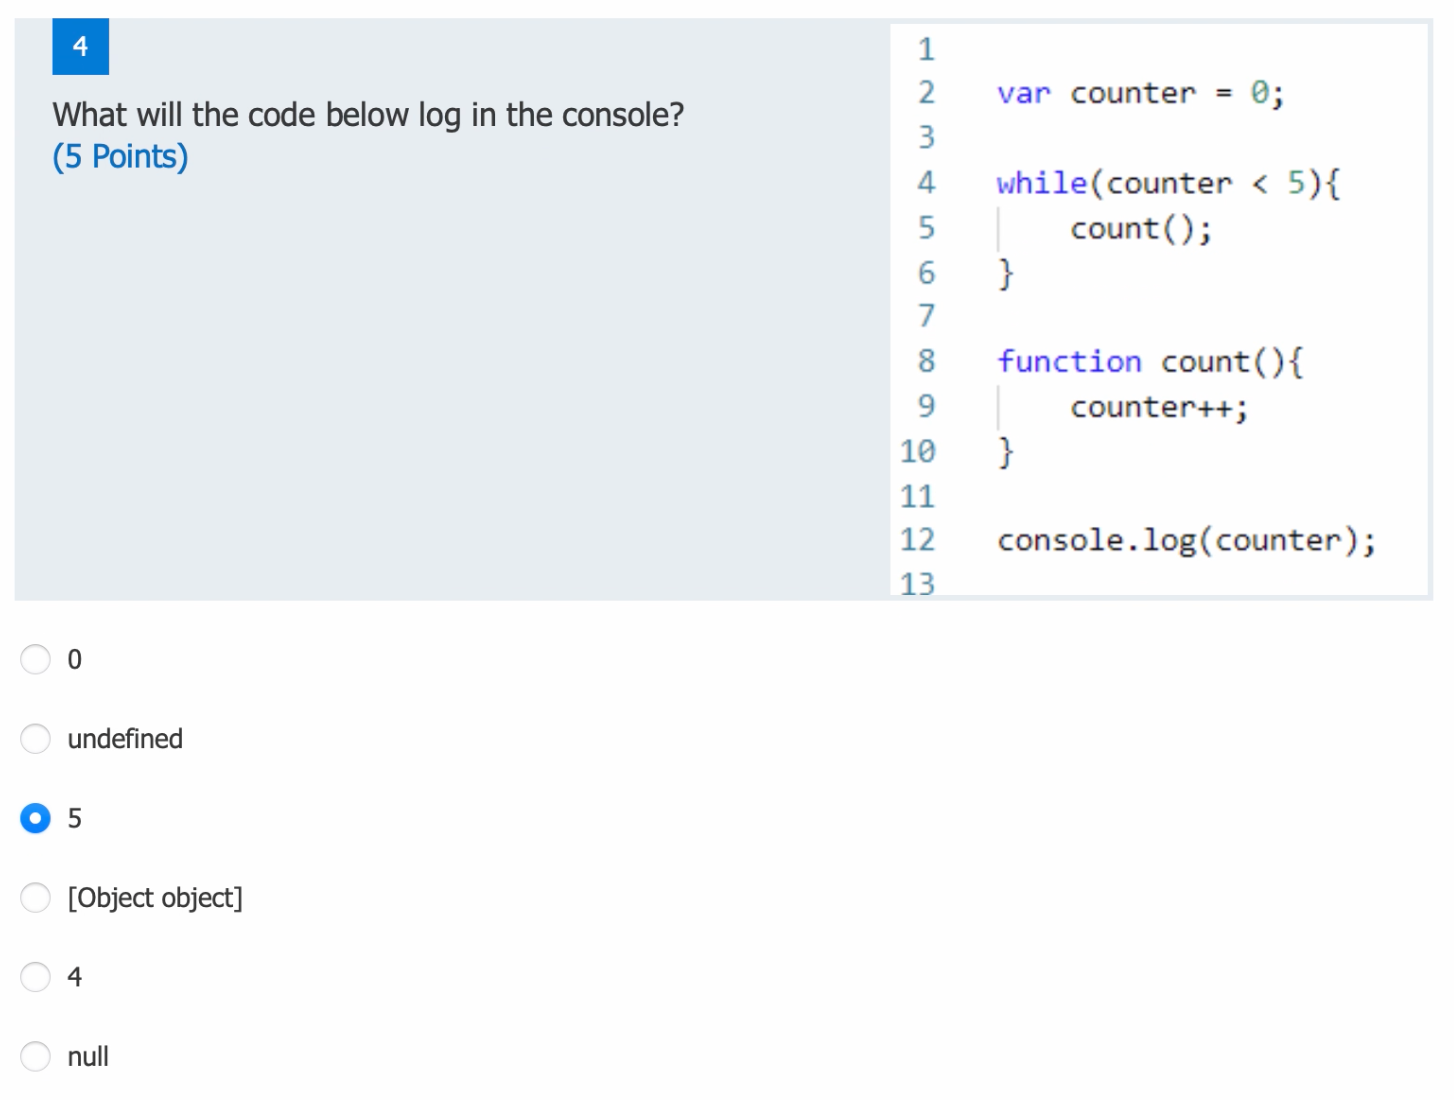 4
What will the code below log in the console?
(5 Points)
1
2 var counter = 0;
3
4 while(counter < 5){
5 count();
6 }
7
8 function count(){
9 counter++;
10 }
11
12 console.log(counter);
13
0
undefined
5
[Object object]
4
null